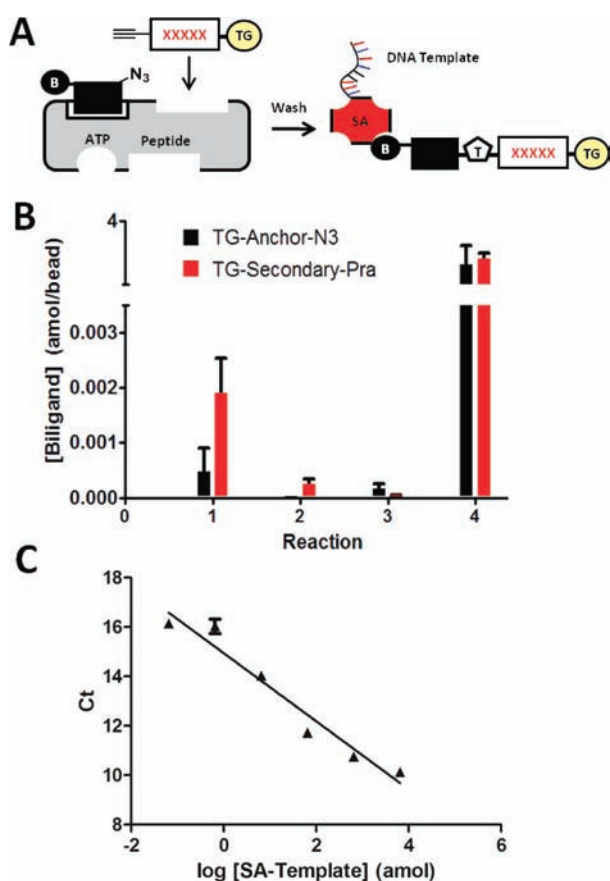 A
XXXXX
TG
B
N3
DNA Template
Wash
SA
ATP
Peptide
B
T
XXXXX
TG
B
4
TG-Anchor-N3
TG-Secondary-Pra
[Biligand] (amol/bead)
0.003
0.002
0.001
0.000
0 1 2 3 4
Reaction
C
18
16
14
12
10
8
Ct
-2 0 2 4 6
log [SA-Template] (amol)